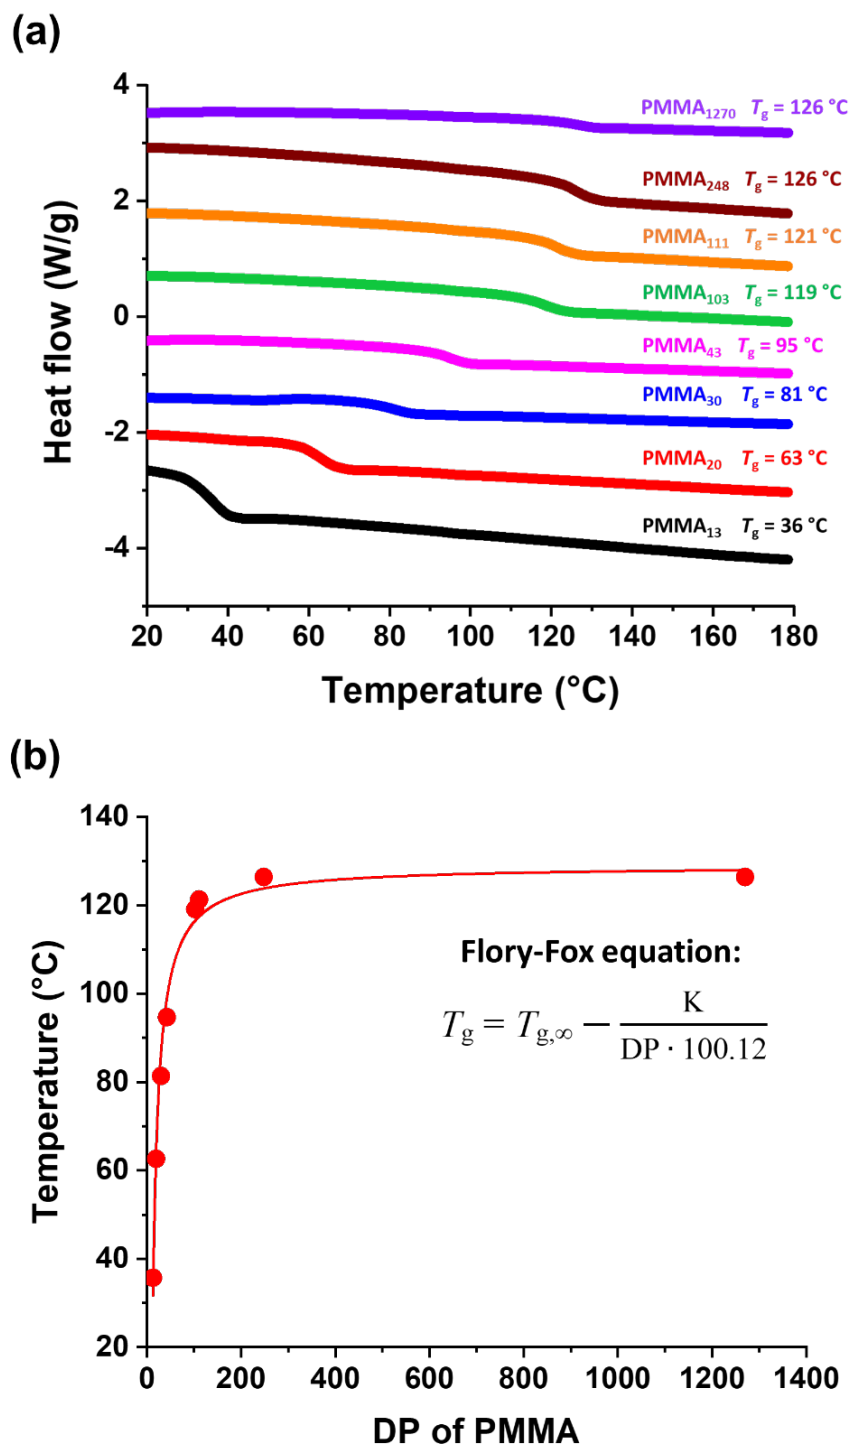 (a)
4
2
0
-2
-4
Heat flow (W/g)
PMMA₁₂₇₀ Tg = 126 °C
PMMA₂₄₈ Tg = 126 °C
PMMA₁₁₁ Tg = 121 °C
PMMA₁₀₃ Tg = 119 °C
PMMA₄₃ Tg = 95 °C
PMMA₃₀ Tg = 81 °C
PMMA₂₀ Tg = 63 °C
PMMA₁₃ Tg = 36 °C
20 40 60 80 100 120 140 160 180
Temperature (°C)
(b)
140
120
100
80
60
40
20
Temperature (°C)
Flory-Fox equation:
Tg = Tg,∞ − K / DP · 100.12
0 200 400 600 800 1000 1200 1400
DP of PMMA